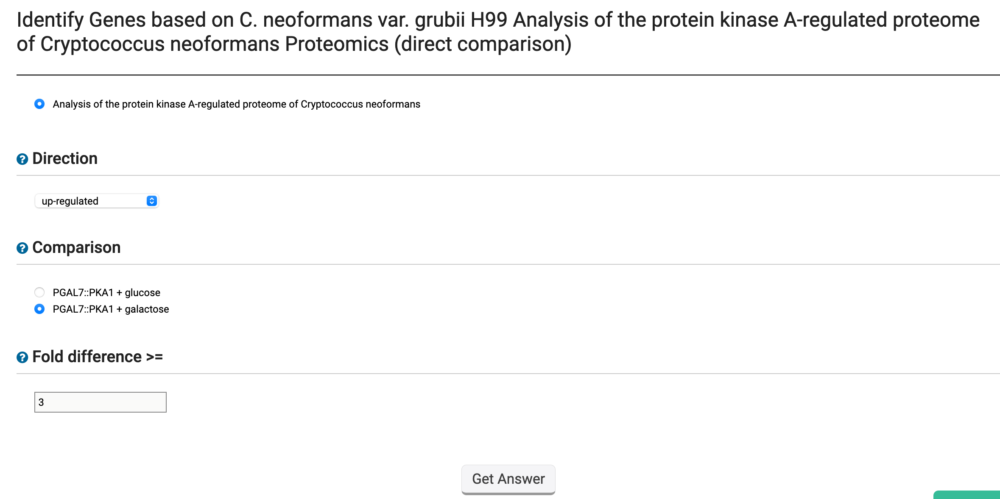 Identify Genes based on C. neoformans var. grubii H99 Analysis of the protein kinase A-regulated proteome
of Cryptococcus neoformans Proteomics (direct comparison)
Analysis of the protein kinase A-regulated proteome of Cryptococcus neoformans
? Direction
up-regulated
? Comparison
PGAL7::PKA1 + glucose
PGAL7::PKA1 + galactose
? Fold difference >=
3
Get Answer